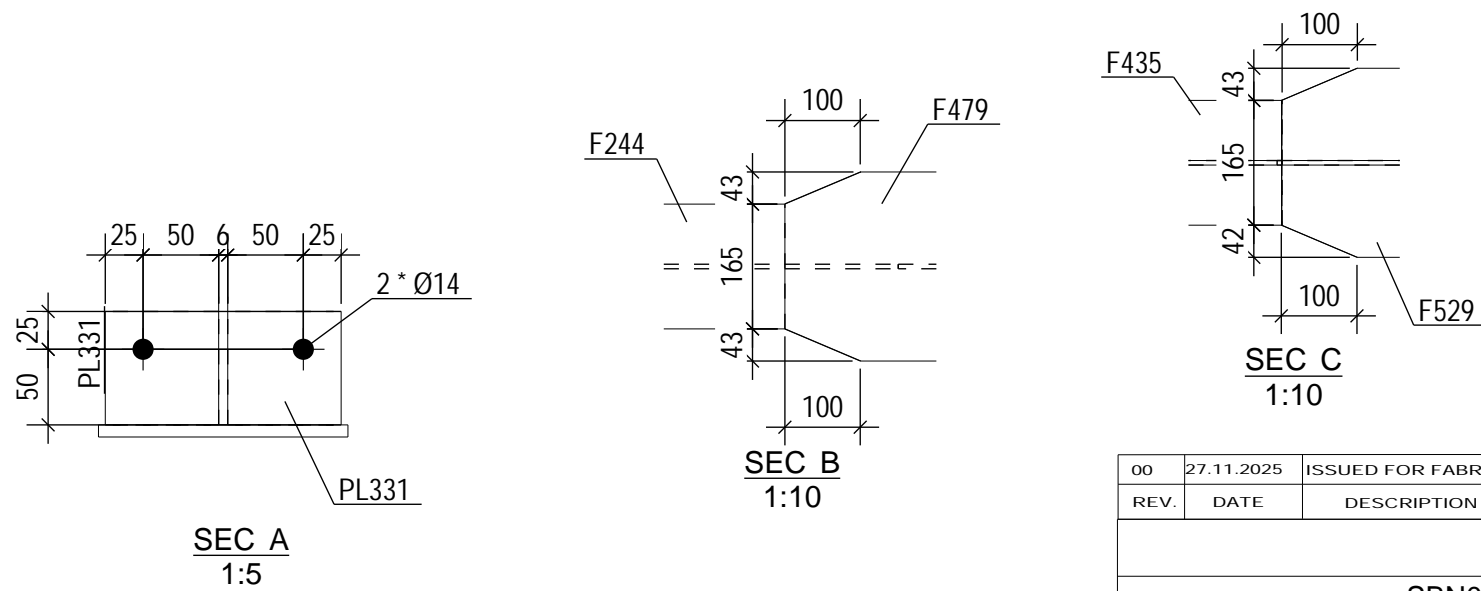 25 50 6 50 25
2 * Ø14
25
50
PL331
PL331
SEC A
1:5
100
F479
F244
43
165
43
100
SEC B
1:10
100
F435
43
165
42
100
F529
SEC C
1:10
00 27.11.2025 ISSUED FOR FABR
REV. DATE DESCRIPTION